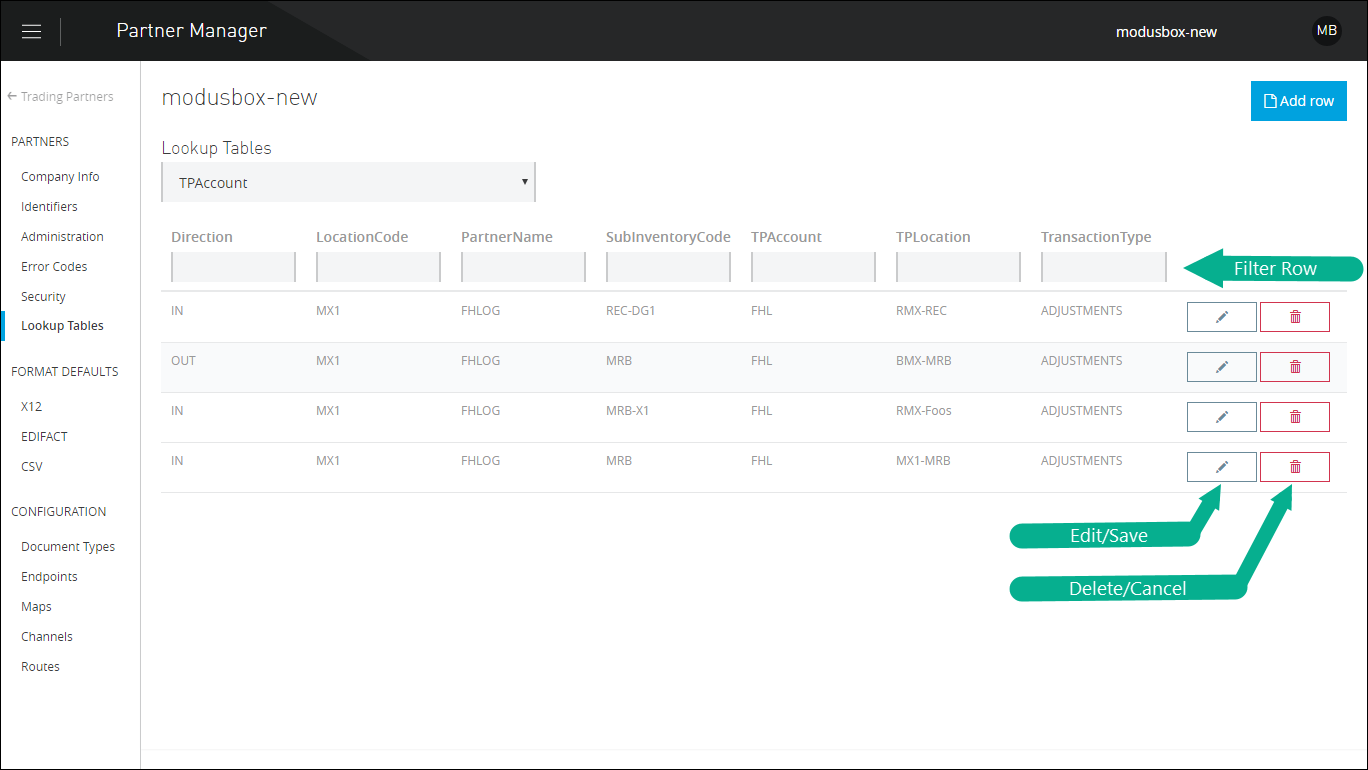 Partner Manager
modusbox-new
MB
Trading Partners
PARTNERS
Company Info
Identifiers
Administration
Error Codes
Security
Lookup Tables
FORMAT DEFAULTS
X12
EDIFACT
CSV
CONFIGURATION
Document Types
Endpoints
Maps
Channels
Routes
modusbox-new
Add row
Lookup Tables
TPAccount
Direction LocationCode PartnerName SubInventoryCode TPAccount TPLocation TransactionType
Filter Row
IN MX1 FHLOG REC-DG1 FHL RMX-REC ADJUSTMENTS
OUT MX1 FHLOG MRB FHL BMX-MRB ADJUSTMENTS
IN MX1 FHLOG MRB-X1 FHL RMX-Foos ADJUSTMENTS
IN MX1 FHLOG MRB FHL MX1-MRB ADJUSTMENTS
Edit/Save
Delete/Cancel